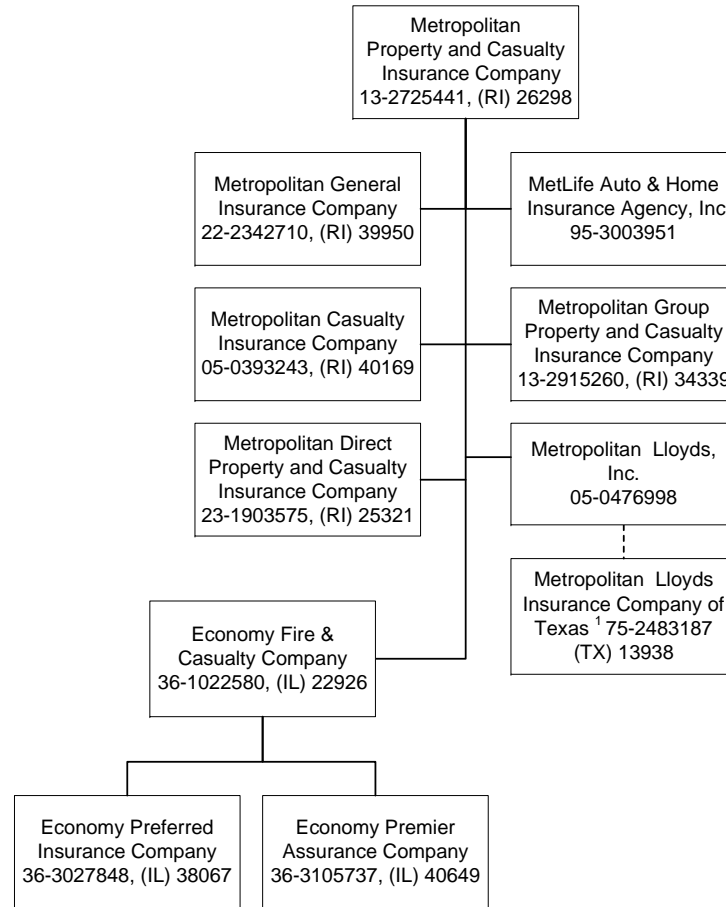 Metropolitan
Property and Casualty
Insurance Company
13-2725441, (RI) 26298
Metropolitan General
Insurance Company
22-2342710, (RI) 39950
MetLife Auto & Home
Insurance Agency, Inc
95-3003951
Metropolitan Casualty
Insurance Company
05-0393243, (RI) 40169
Metropolitan Group
Property and Casualty
Insurance Company
13-2915260, (RI) 34339
Metropolitan Direct
Property and Casualty
Insurance Company
23-1903575, (RI) 25321
Metropolitan Lloyds,
Inc.
05-0476998
Metropolitan Lloyds
Insurance Company of
Texas ¹ 75-2483187
(TX) 13938
Economy Fire &
Casualty Company
36-1022580, (IL) 22926
Economy Preferred
Insurance Company
36-3027848, (IL) 38067
Economy Premier
Assurance Company
36-3105737, (IL) 40649